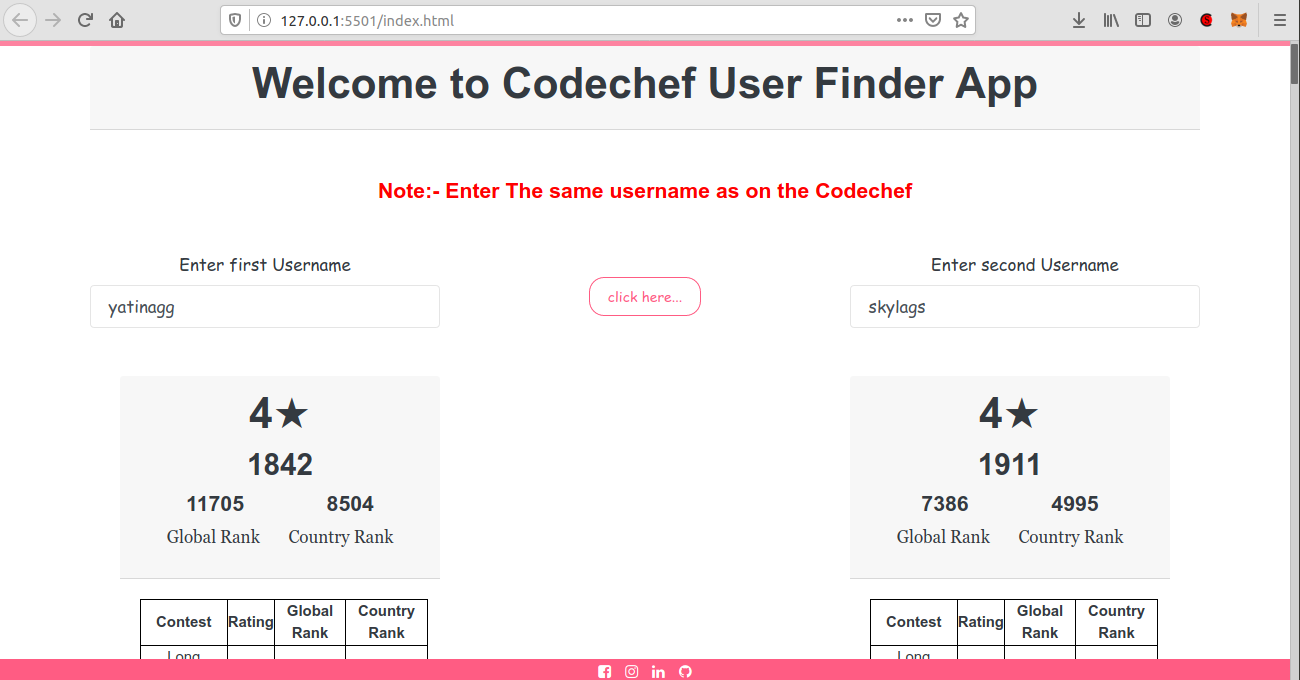 127.0.0.1:5501/index.html
Welcome to Codechef User Finder App
Note:- Enter The same username as on the Codechef
Enter first Username
yatinagg
click here...
Enter second Username
skylags
4★
1842
11705 8504
Global Rank Country Rank
4★
1911
7386 4995
Global Rank Country Rank
Contest Rating Global Rank Country Rank
Long
Contest Rating Global Rank Country Rank
Long